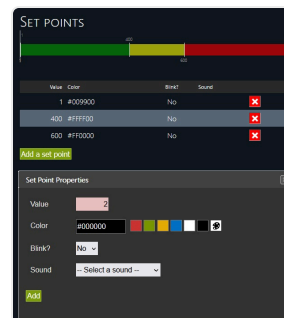 SET POINTS
400
600
Value Color Blink? Sound
1 #009900 No
400 #FFFF00 No
600 #FF0000 No
Add a set point
Set Point Properties
Value 2
Color #000000
Blink? No
Sound -- Select a sound --
Add